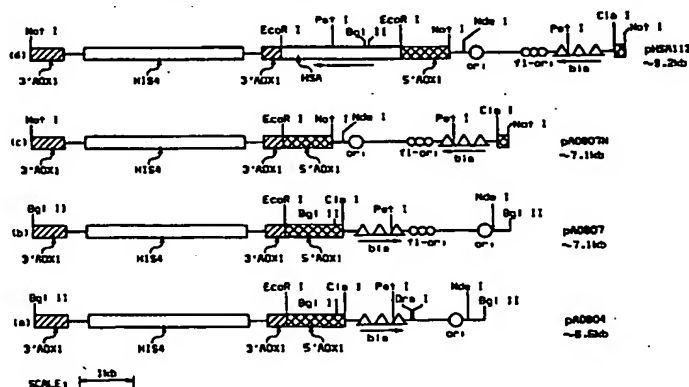 EcoR I Pst I Bgl II EcoR I Not I Nde I Pst I Cla I Not I
Not I
(d) pHSA113
~9.2kb
3'AOX1 HIS4 3'AOX1 HSA 5'AOX1 ori f1-ori bla
Not I EcoR I Not I Nde I Pst I Cla I Not I
(c) pAO807N
~7.1kb
3'AOX1 HIS4 3'AOX1 5'AOX1 ori f1-ori bla
Bgl II EcoR I Bgl II Cla I Pst I Nde I Bgl II
(b) pAO807
~7.1kb
3'AOX1 HIS4 3'AOX1 5'AOX1 bla f1-ori ori
Bgl II EcoR I Bgl II Cla I Pst I Dra I Nde I Bgl II
(a) pAO804
3'AOX1 HIS4 3'AOX1 5'AOX1 bla ori
SCALE: 1kb